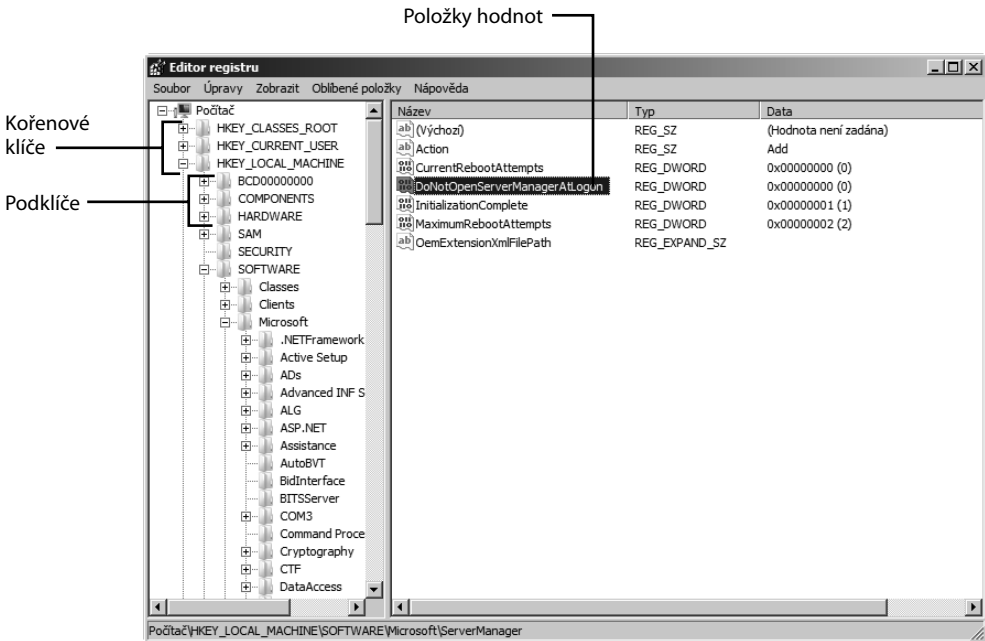 Položky hodnot
Kořenové
klíče
Podklíče
Editor registru
Soubor Úpravy Zobrazit Oblíbené položky Nápověda
Počítač
HKEY_CLASSES_ROOT
HKEY_CURRENT_USER
HKEY_LOCAL_MACHINE
BCD00000000
COMPONENTS
HARDWARE
SAM
SECURITY
SOFTWARE
Classes
Clients
Microsoft
.NETFramework
Active Setup
ADs
Advanced INF S
ALG
ASP.NET
Assistance
AutoBVT
BidInterface
BITSServer
COM3
Command Proce
Cryptography
CTF
DataAccess
Název Typ Data
(Výchozí) REG_SZ (Hodnota není zadána)
Action REG_SZ Add
CurrentRebootAttempts REG_DWORD 0x00000000 (0)
DoNotOpenServerManagerAtLogun REG_DWORD 0x00000000 (0)
InitializationComplete REG_DWORD 0x00000001 (1)
MaximumRebootAttempts REG_DWORD 0x00000002 (2)
OemExtensionXmlFilePath REG_EXPAND_SZ
Počítač\HKEY_LOCAL_MACHINE\SOFTWARE\Microsoft\ServerManager